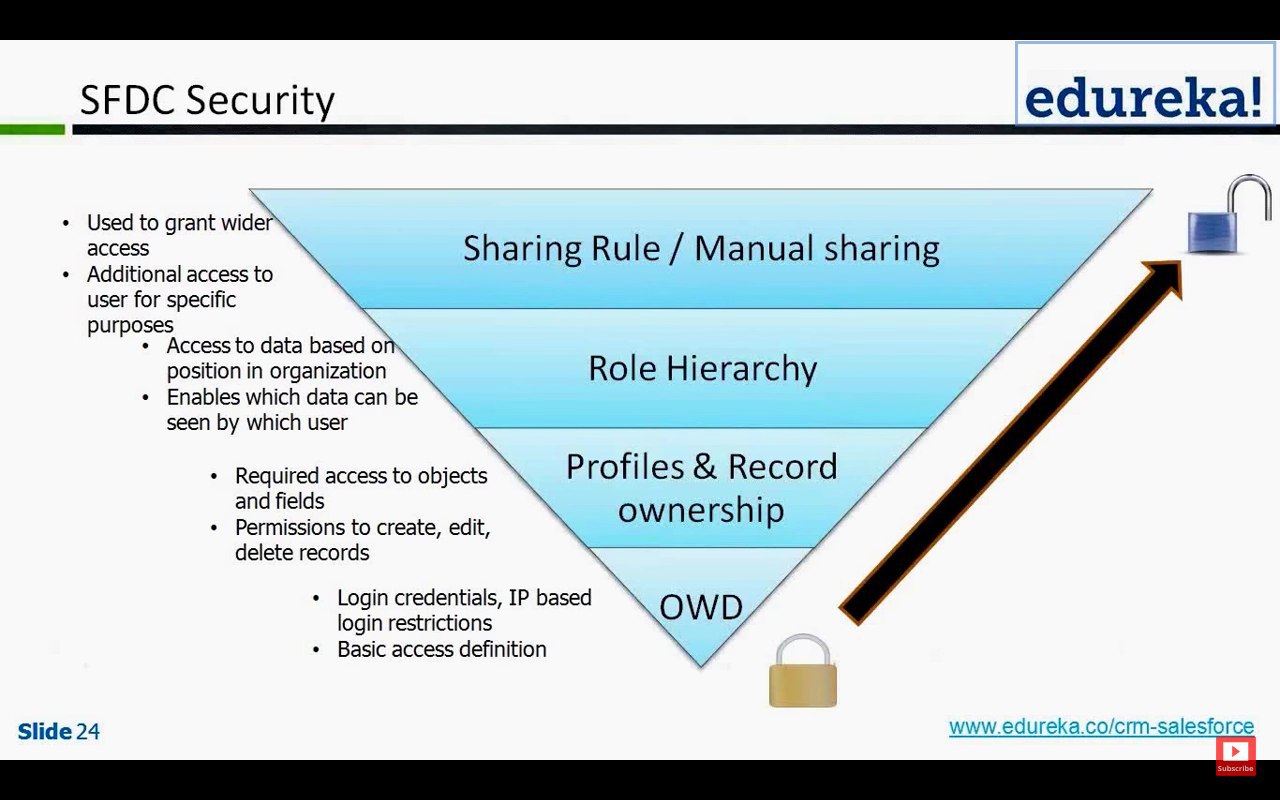 SFDC Security
edureka!
• Used to grant wider
access
• Additional access to
user for specific
purposes
Sharing Rule / Manual sharing
• Access to data based on
position in organization
• Enables which data can be
seen by which user
Role Hierarchy
• Required access to objects
and fields
• Permissions to create, edit,
delete records
Profiles & Record
ownership
• Login credentials, IP based
login restrictions
• Basic access definition
OWD
Slide 24
www.edureka.co/crm-salesforce
Subscribe